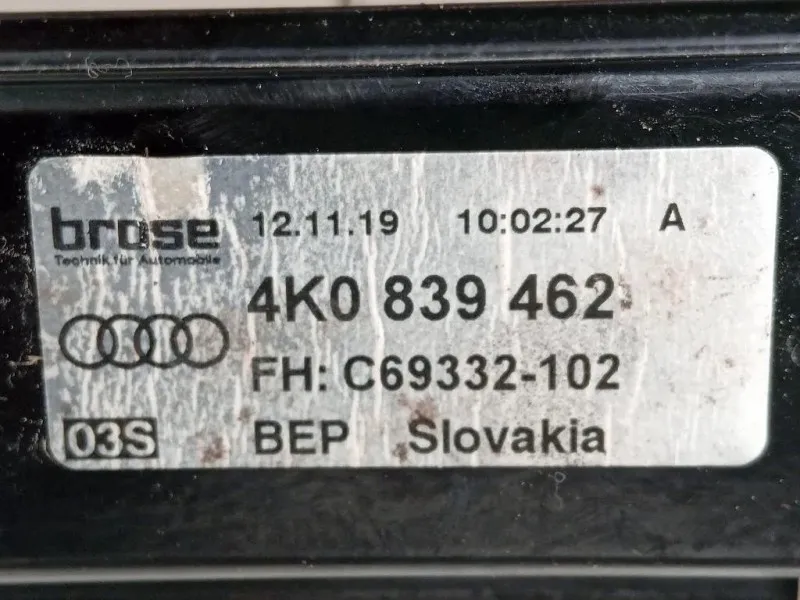 brose 12.11.19 10:02:27 A
Technik für Automobile
4K0 839 462
FH: C69332-102
03S BEP Slovakia